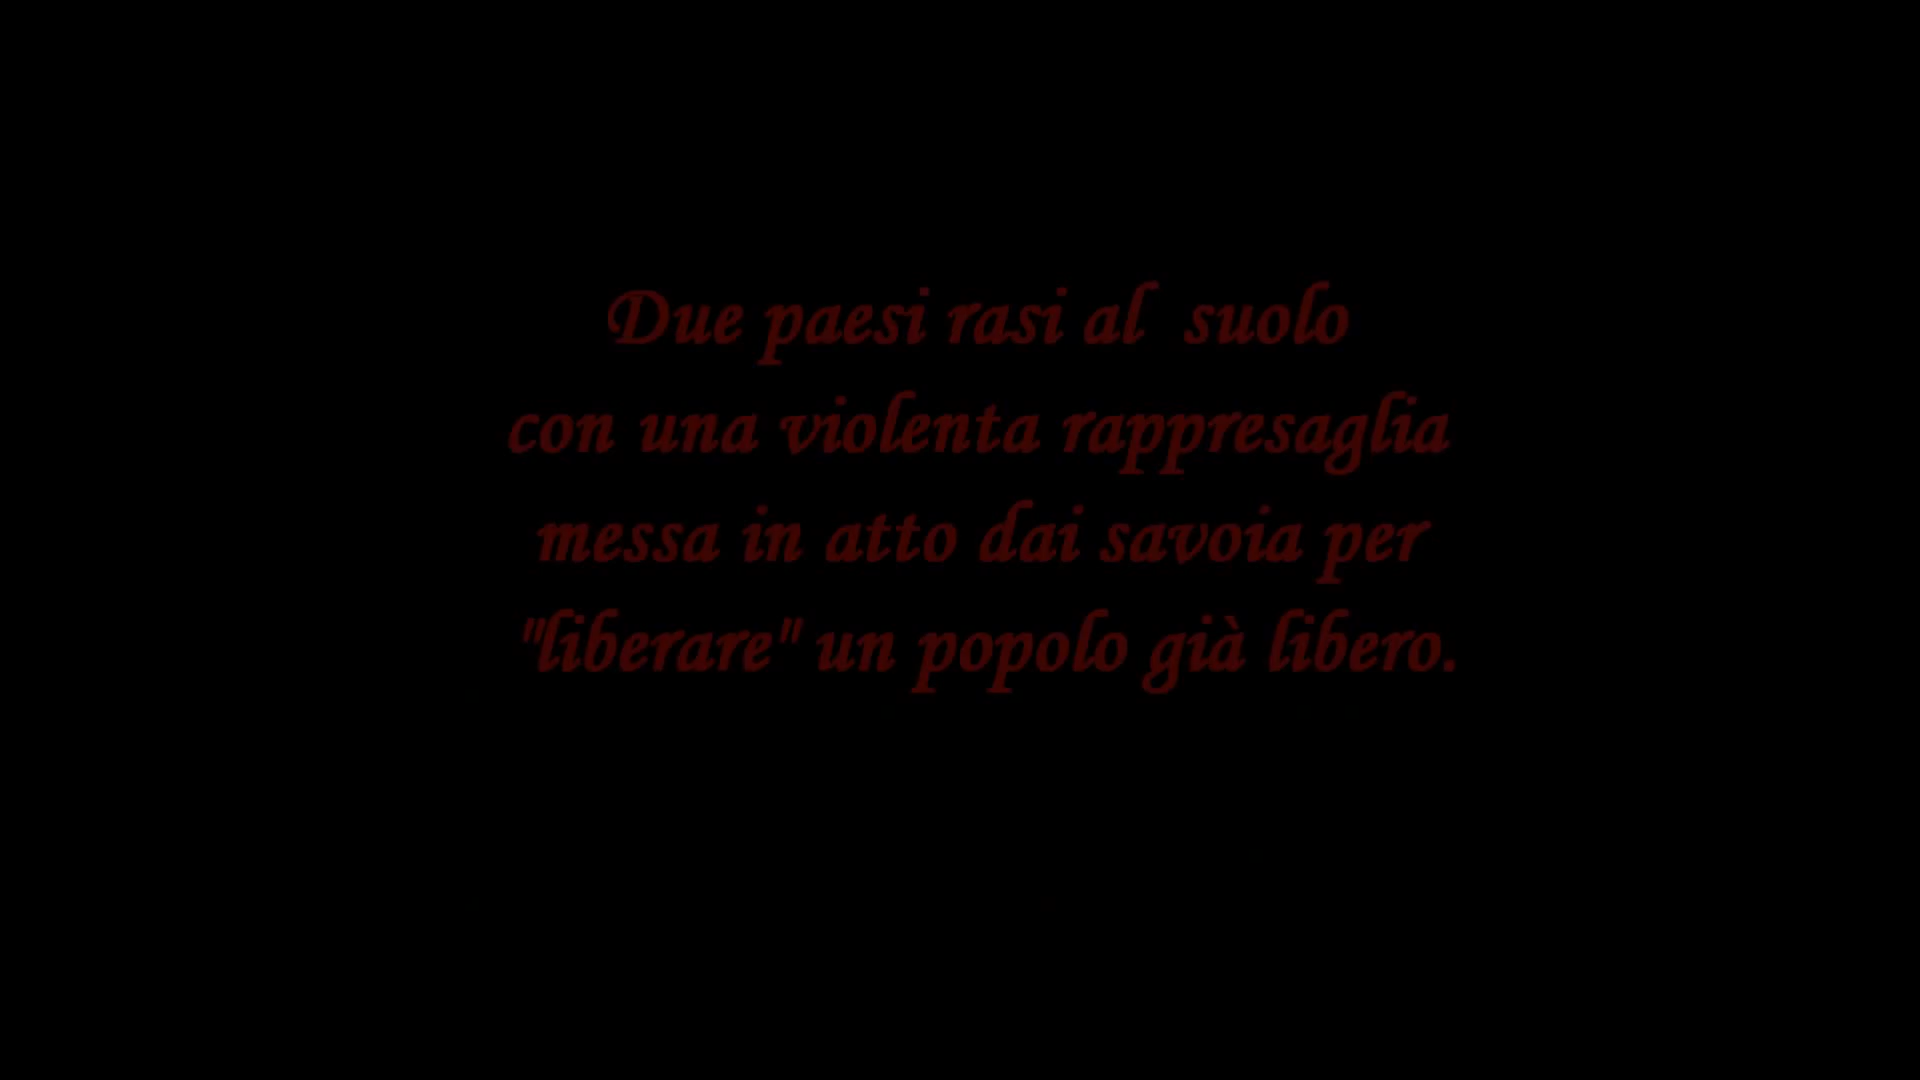 Due paesi rasi al  suolo
con una violenta rappresaglia
messa in atto dai savoia per
"liberare" un popolo già libero.